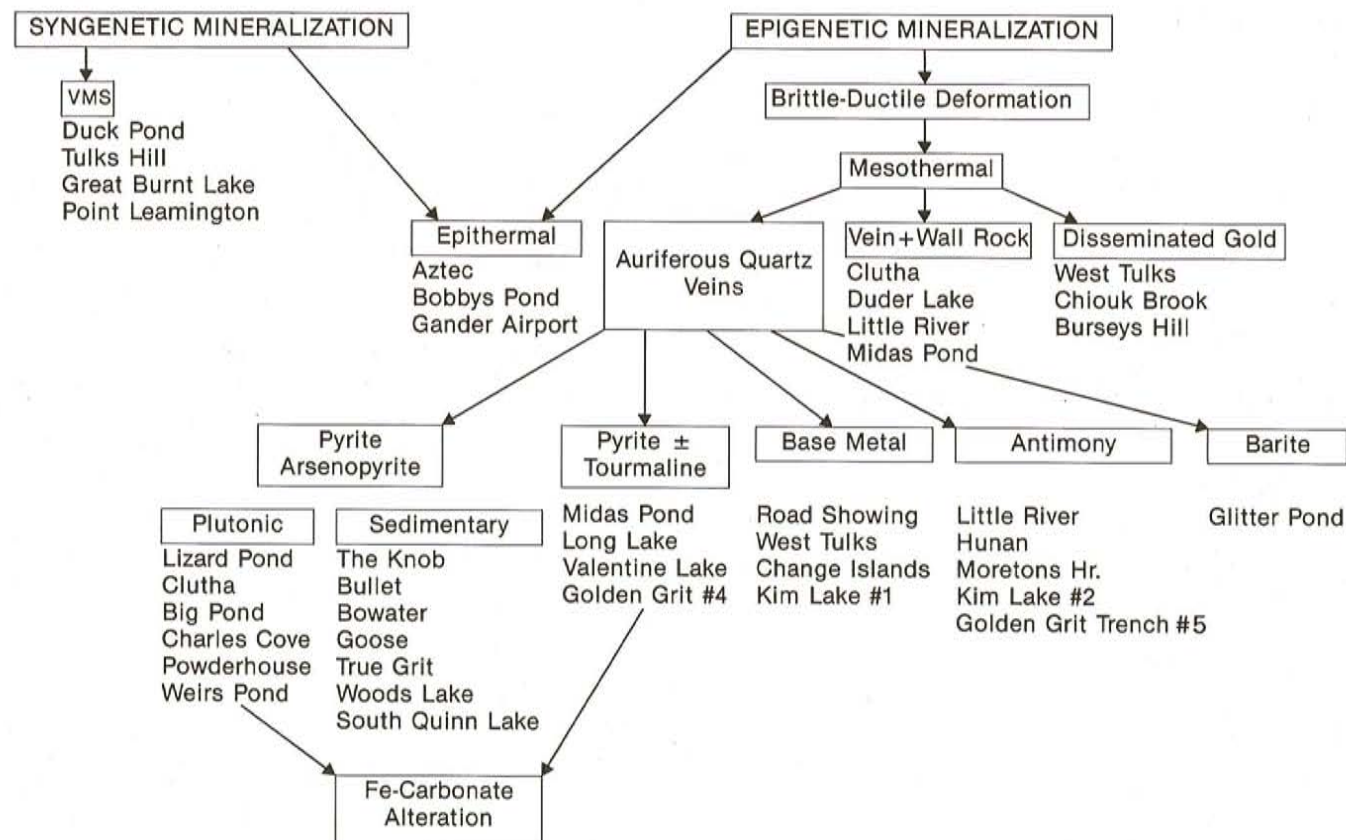 SYNGENETIC MINERALIZATION
EPIGENETIC MINERALIZATION
VMS
Duck Pond
Tulks Hill
Great Burnt Lake
Point Leamington
Brittle-Ductile Deformation
Mesothermal
Epithermal
Aztec
Bobbys Pond
Gander Airport
Auriferous Quartz
Veins
Vein+Wall Rock
Clutha
Duder Lake
Little River
Midas Pond
Disseminated Gold
West Tulks
Chiouk Brook
Burseys Hill
Pyrite
Arsenopyrite
Plutonic
Lizard Pond
Clutha
Big Pond
Charles Cove
Powderhouse
Weirs Pond
Sedimentary
The Knob
Bullet
Bowater
Goose
True Grit
Woods Lake
South Quinn Lake
Pyrite ±
Tourmaline
Midas Pond
Long Lake
Valentine Lake
Golden Grit #4
Base Metal
Road Showing
West Tulks
Change Islands
Kim Lake #1
Antimony
Little River
Hunan
Moretons Hr.
Kim Lake #2
Golden Grit Trench #5
Barite
Glitter Pond
Fe-Carbonate
Alteration